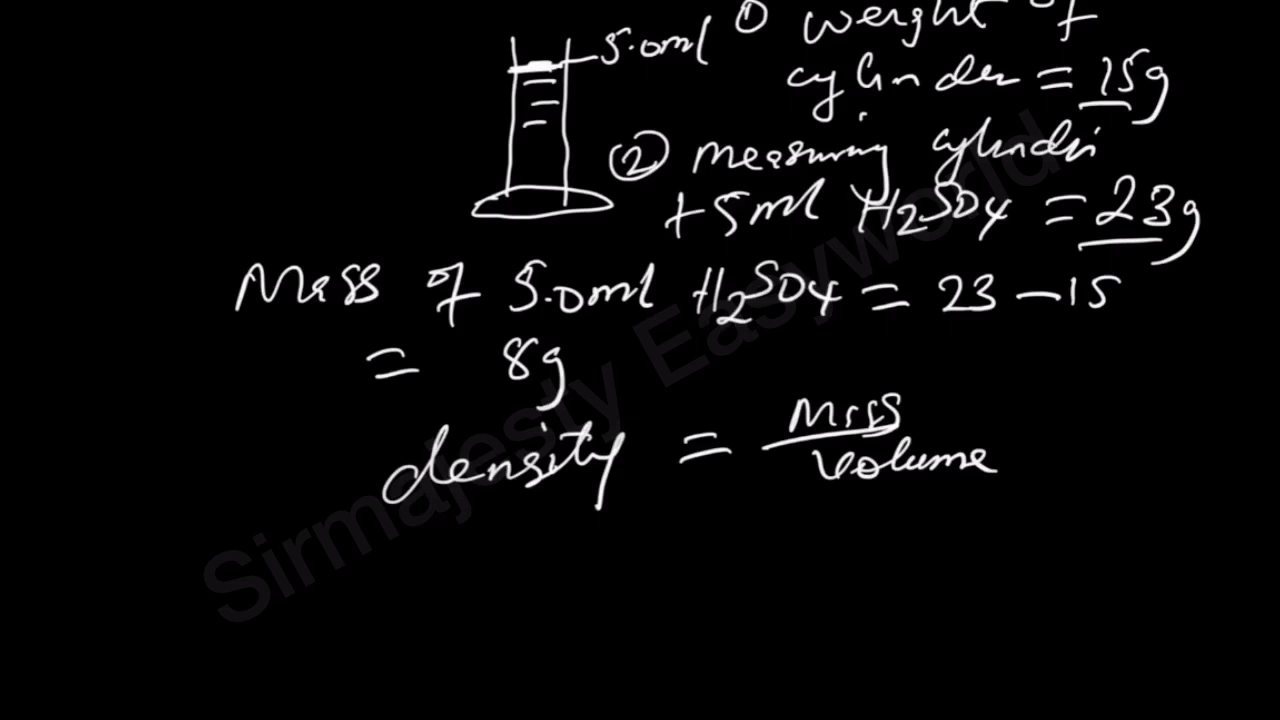 5.0ml ① weight of
cylinder = 15g
② measuring cylinder
+5ml H2SO4 = 23g
Mass of 5.0ml H2SO4 = 23 - 15
= 8g
density = Mass
volume
Sirmajesty Easyworld